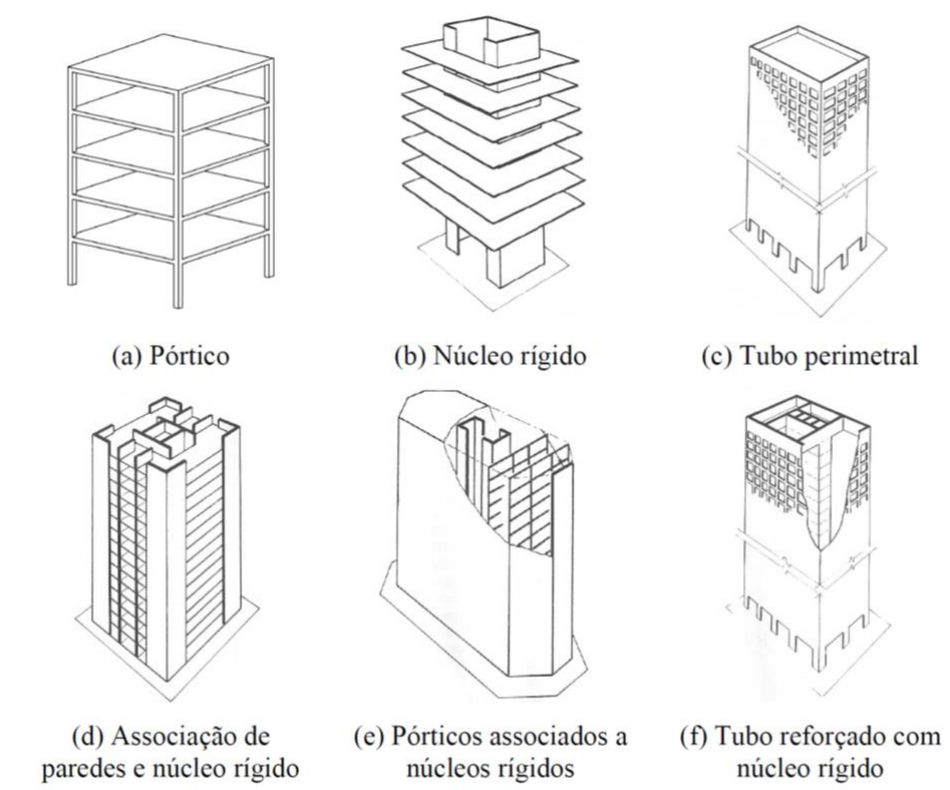 (a) Pórtico
(b) Núcleo rígido
(c) Tubo perimetral
(d) Associação de
paredes e núcleo rígido
(e) Pórticos associados a
núcleos rígidos
(f) Tubo reforçado com
núcleo rígido